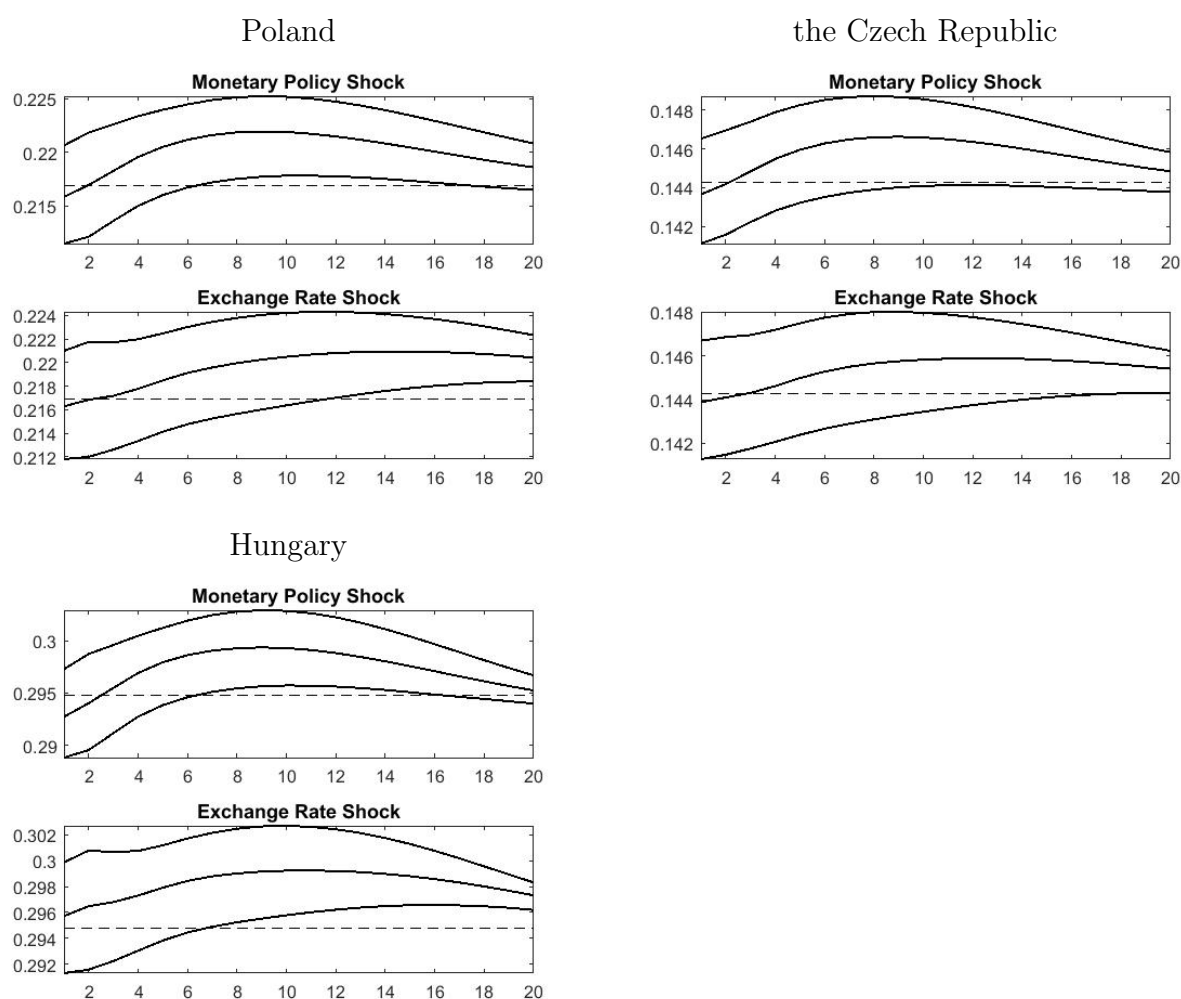 Poland
Monetary Policy Shock
0.225
0.22
0.215
2 4 6 8 10 12 14 16 18 20
Exchange Rate Shock
0.224
0.222
0.22
0.218
0.216
0.214
0.212
2 4 6 8 10 12 14 16 18 20
the Czech Republic
Monetary Policy Shock
0.148
0.146
0.144
0.142
2 4 6 8 10 12 14 16 18 20
Exchange Rate Shock
0.148
0.146
0.144
0.142
2 4 6 8 10 12 14 16 18 20
Hungary
Monetary Policy Shock
0.3
0.295
0.29
2 4 6 8 10 12 14 16 18 20
Exchange Rate Shock
0.302
0.3
0.298
0.296
0.294
0.292
2 4 6 8 10 12 14 16 18 20